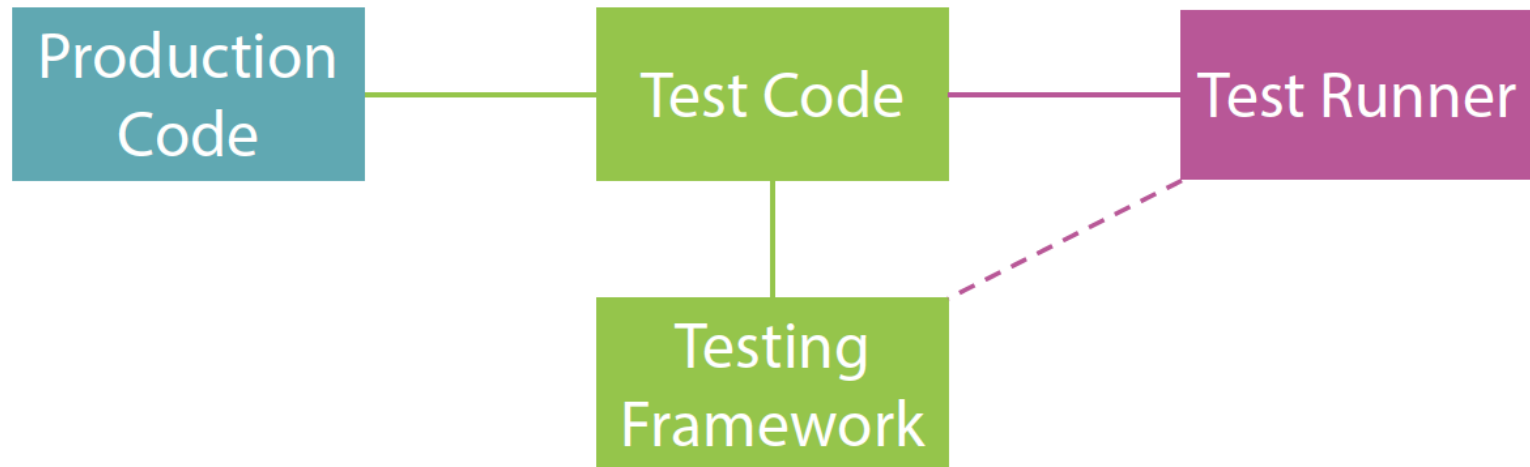 Production
Code
Test Code
Test Runner
Testing
Framework